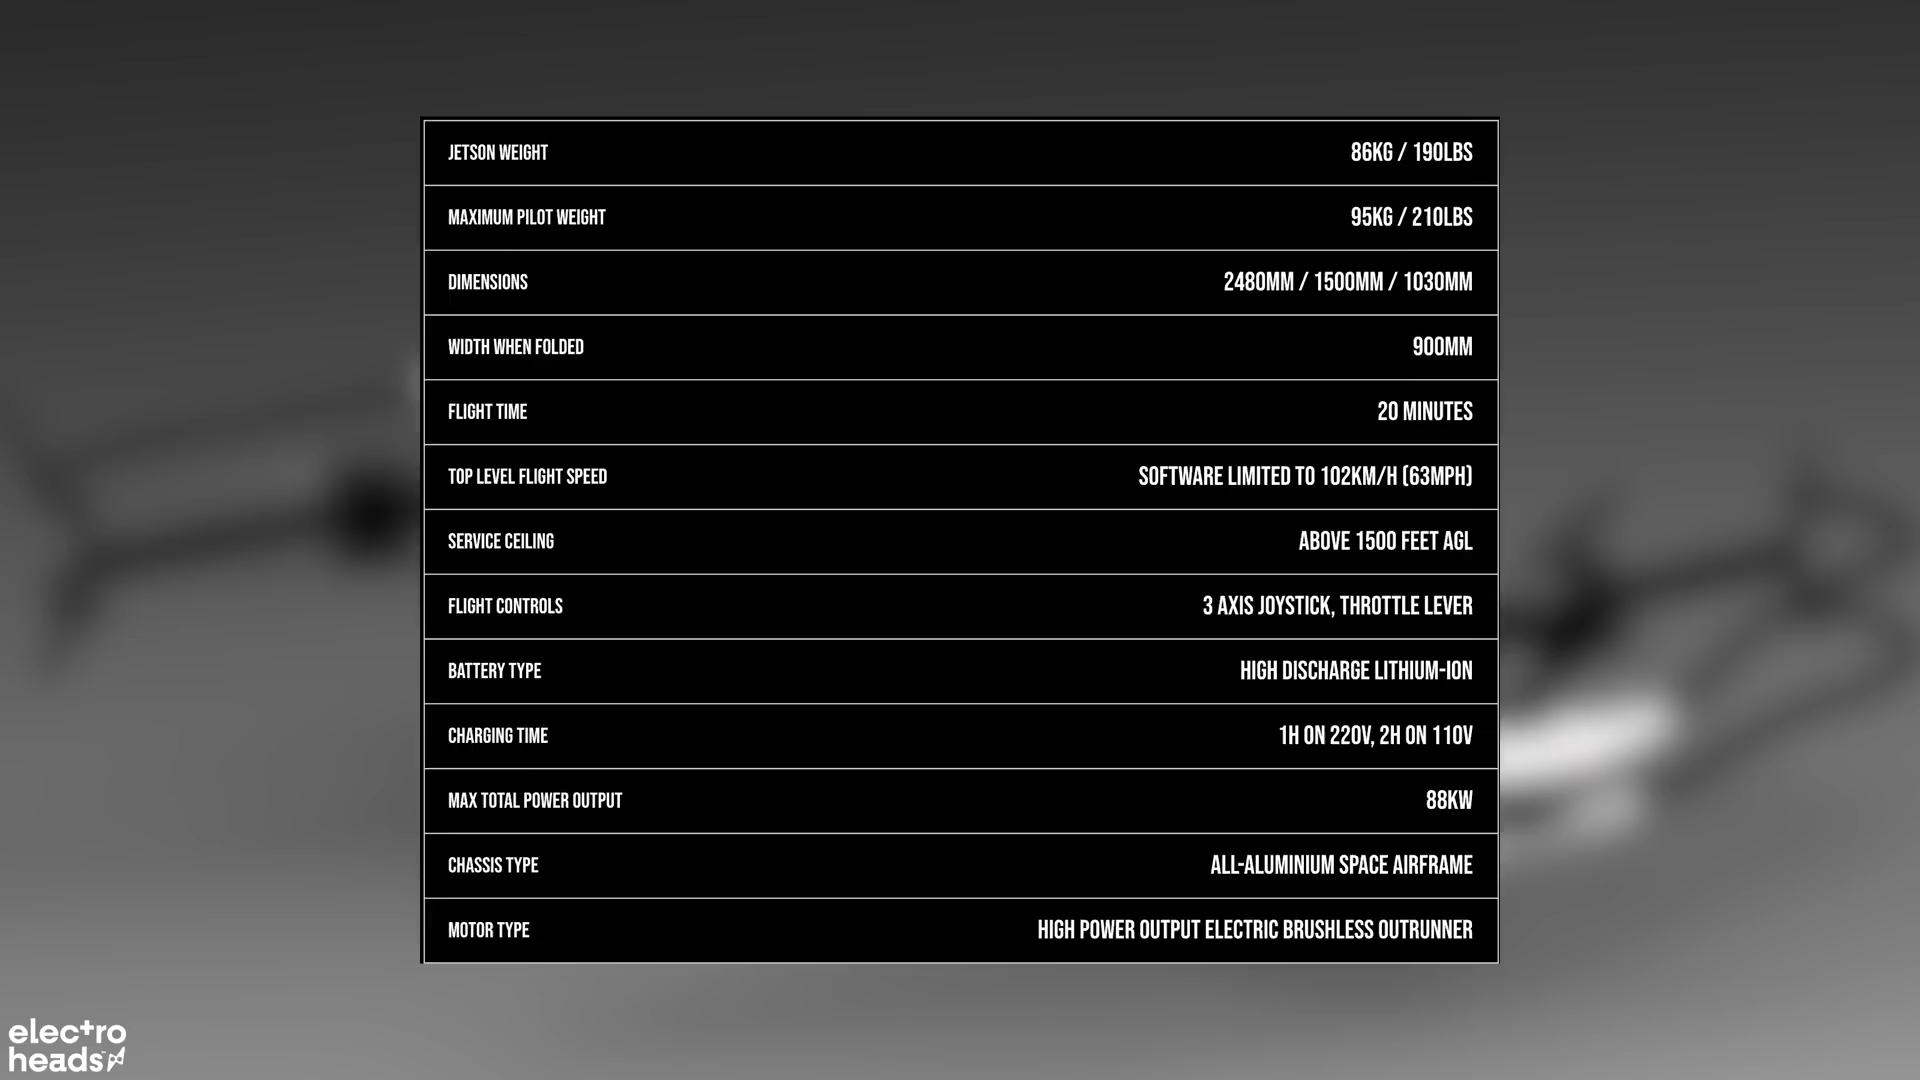 JETSON WEIGHT 86KG / 190LBS
MAXIMUM PILOT WEIGHT 95KG / 210LBS
DIMENSIONS 2480MM / 1500MM / 1030MM
WIDTH WHEN FOLDED 900MM
FLIGHT TIME 20 MINUTES
TOP LEVEL FLIGHT SPEED SOFTWARE LIMITED TO 102KM/H (63MPH)
SERVICE CEILING ABOVE 1500 FEET AGL
FLIGHT CONTROLS 3 AXIS JOYSTICK, THROTTLE LEVER
BATTERY TYPE HIGH DISCHARGE LITHIUM-ION
CHARGING TIME 1H ON 220V, 2H ON 110V
MAX TOTAL POWER OUTPUT 88KW
CHASSIS TYPE ALL-ALUMINIUM SPACE AIRFRAME
MOTOR TYPE HIGH POWER OUTPUT ELECTRIC BRUSHLESS OUTRUNNER
electro
heads